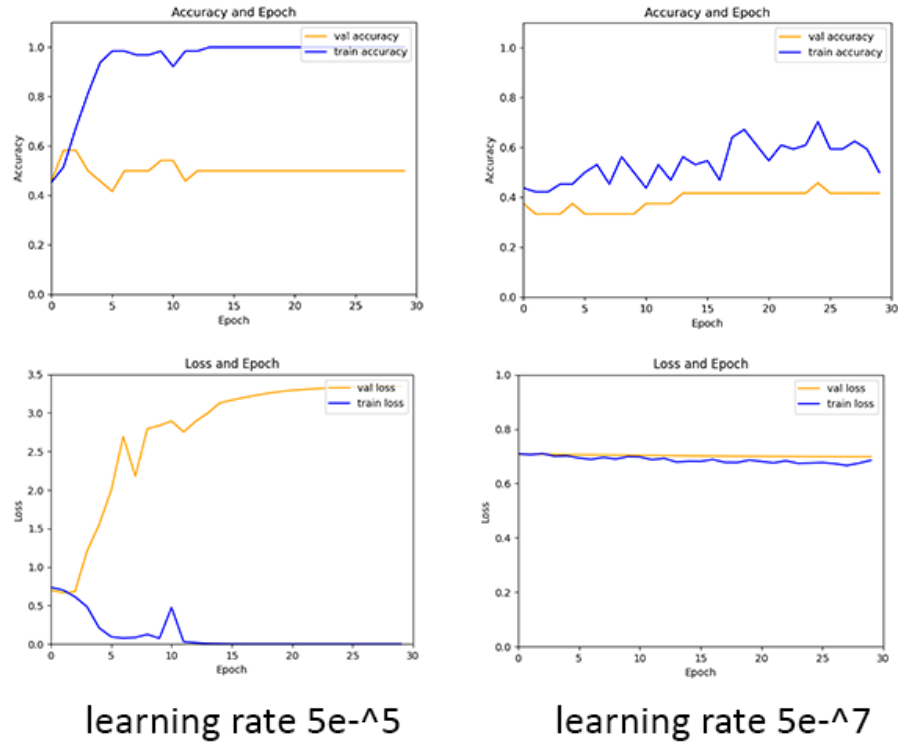 Accuracy and Epoch
val accuracy
train accuracy
1.0
0.8
0.6
0.4
0.2
0.0
Accuracy
0 5 10 15 20 25 30
Epoch
Accuracy and Epoch
val accuracy
train accuracy
1.0
0.8
0.6
0.4
0.2
0.0
Accuracy
0 5 10 15 20 25 30
Epoch
Loss and Epoch
val loss
train loss
3.5
3.0
2.5
2.0
1.5
1.0
0.5
0.0
Loss
0 5 10 15 20 25 30
Epoch
Loss and Epoch
val loss
train loss
1.0
0.8
0.6
0.4
0.2
0.0
Loss
0 5 10 15 20 25 30
Epoch
learning rate 5e-^5
learning rate 5e-^7